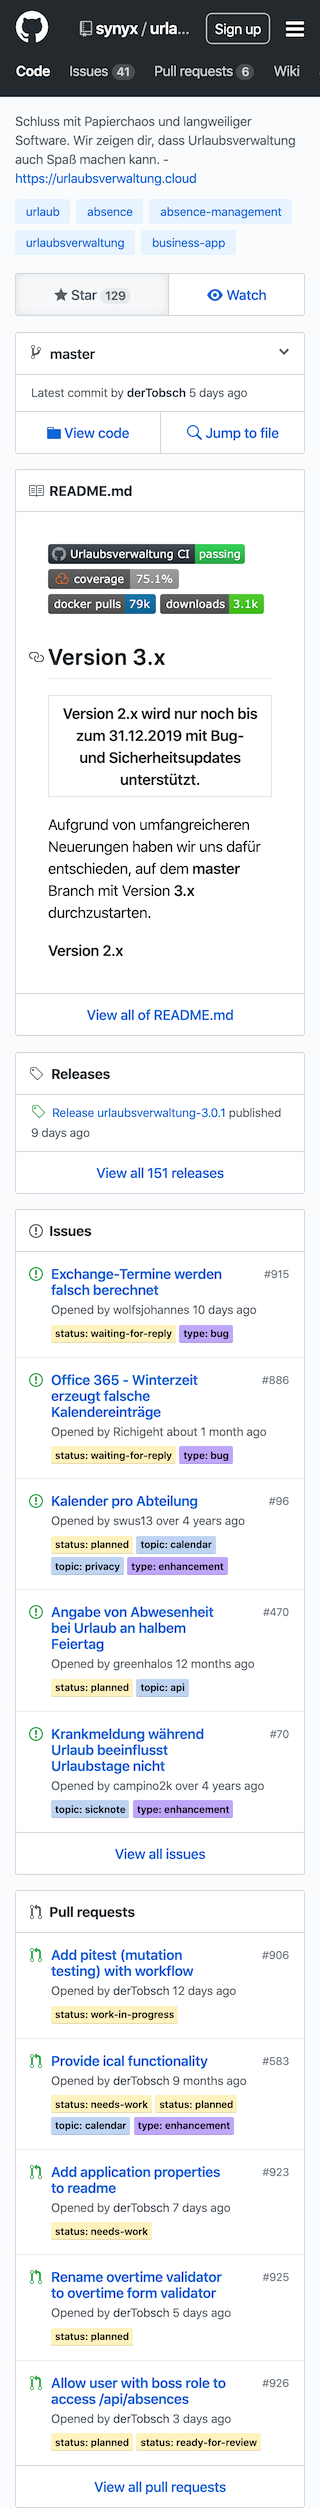 synyx / urla...
Sign up
Code Issues 41 Pull requests 6 Wiki
Schluss mit Papierchaos und langweiliger
Software. Wir zeigen dir, dass Urlaubsverwaltung
auch Spaß machen kann. -
https://urlaubsverwaltung.cloud
urlaub absence absence-management
urlaubsverwaltung business-app
Star 129 Watch
master
Latest commit by derTobsch 5 days ago
View code Jump to file
README.md
Urlaubsverwaltung CI passing
coverage 75.1%
docker pulls 79k downloads 3.1k
Version 3.x
Version 2.x wird nur noch bis
zum 31.12.2019 mit Bug-
und Sicherheitsupdates
unterstützt.
Aufgrund von umfangreicheren
Neuerungen haben wir uns dafür
entschieden, auf dem master
Branch mit Version 3.x
durchzustarten.
Version 2.x
View all of README.md
Releases
Release urlaubsverwaltung-3.0.1 published
9 days ago
View all 151 releases
Issues
Exchange-Termine werden #915
falsch berechnet
Opened by wolfsjohannes 10 days ago
status: waiting-for-reply type: bug
Office 365 - Winterzeit #886
erzeugt falsche
Kalendereinträge
Opened by Richigeht about 1 month ago
status: waiting-for-reply type: bug
Kalender pro Abteilung #96
Opened by swus13 over 4 years ago
status: planned topic: calendar
topic: privacy type: enhancement
Angabe von Abwesenheit #470
bei Urlaub an halbem
Feiertag
Opened by greenhalos 12 months ago
status: planned topic: api
Krankmeldung während #70
Urlaub beeinflusst
Urlaubstage nicht
Opened by campino2k over 4 years ago
topic: sicknote type: enhancement
View all issues
Pull requests
Add pitest (mutation #906
testing) with workflow
Opened by derTobsch 12 days ago
status: work-in-progress
Provide ical functionality #583
Opened by derTobsch 9 months ago
status: needs-work status: planned
topic: calendar type: enhancement
Add application properties #923
to readme
Opened by derTobsch 7 days ago
status: needs-work
Rename overtime validator #925
to overtime form validator
Opened by derTobsch 5 days ago
status: planned
Allow user with boss role to #926
access /api/absences
Opened by derTobsch 3 days ago
status: planned status: ready-for-review
View all pull requests